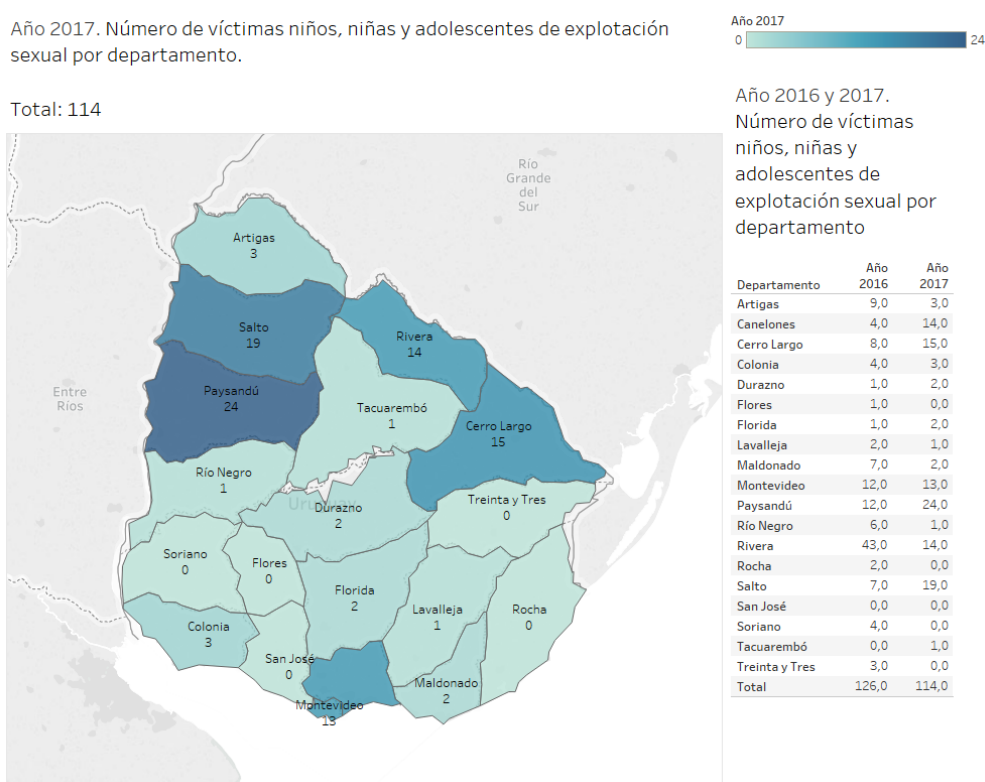 Año 2017. Número de víctimas niños, niñas y adolescentes de explotación
sexual por departamento.
Total: 114
Río
Grande
del
Sur
Entre
Ríos
Uruguay
Artigas
3
Salto
19
Rivera
14
Paysandú
24
Tacuarembó
1
Cerro Largo
15
Río Negro
1
Durazno
2
Treinta y Tres
0
Soriano
0
Flores
0
Florida
2
Lavalleja
1
Rocha
0
Colonia
3
San José
0
Maldonado
2
Montevideo
13
Año 2017
0 24
Año 2016 y 2017.
Número de víctimas
niños, niñas y
adolescentes de
explotación sexual por
departamento
Año Año
Departamento 2016 2017
Artigas 9,0 3,0
Canelones 4,0 14,0
Cerro Largo 8,0 15,0
Colonia 4,0 3,0
Durazno 1,0 2,0
Flores 1,0 0,0
Florida 1,0 2,0
Lavalleja 2,0 1,0
Maldonado 7,0 2,0
Montevideo 12,0 13,0
Paysandú 12,0 24,0
Río Negro 6,0 1,0
Rivera 43,0 14,0
Rocha 2,0 0,0
Salto 7,0 19,0
San José 0,0 0,0
Soriano 4,0 0,0
Tacuarembó 0,0 1,0
Treinta y Tres 3,0 0,0
Total 126,0 114,0